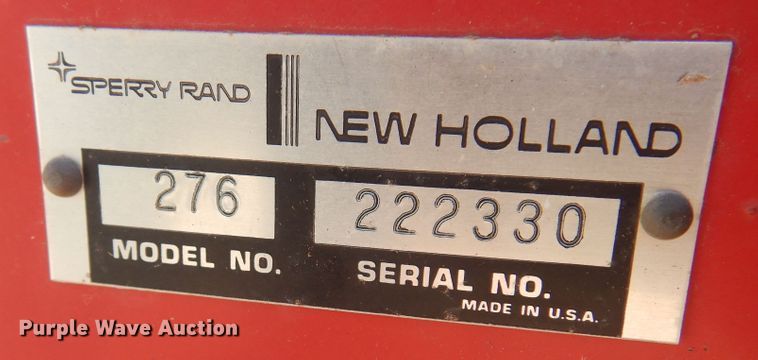 SPERRY RAND
NEW HOLLAND
276
222330
MODEL NO.
SERIAL NO.
MADE IN U.S.A.
Purple Wave Auction